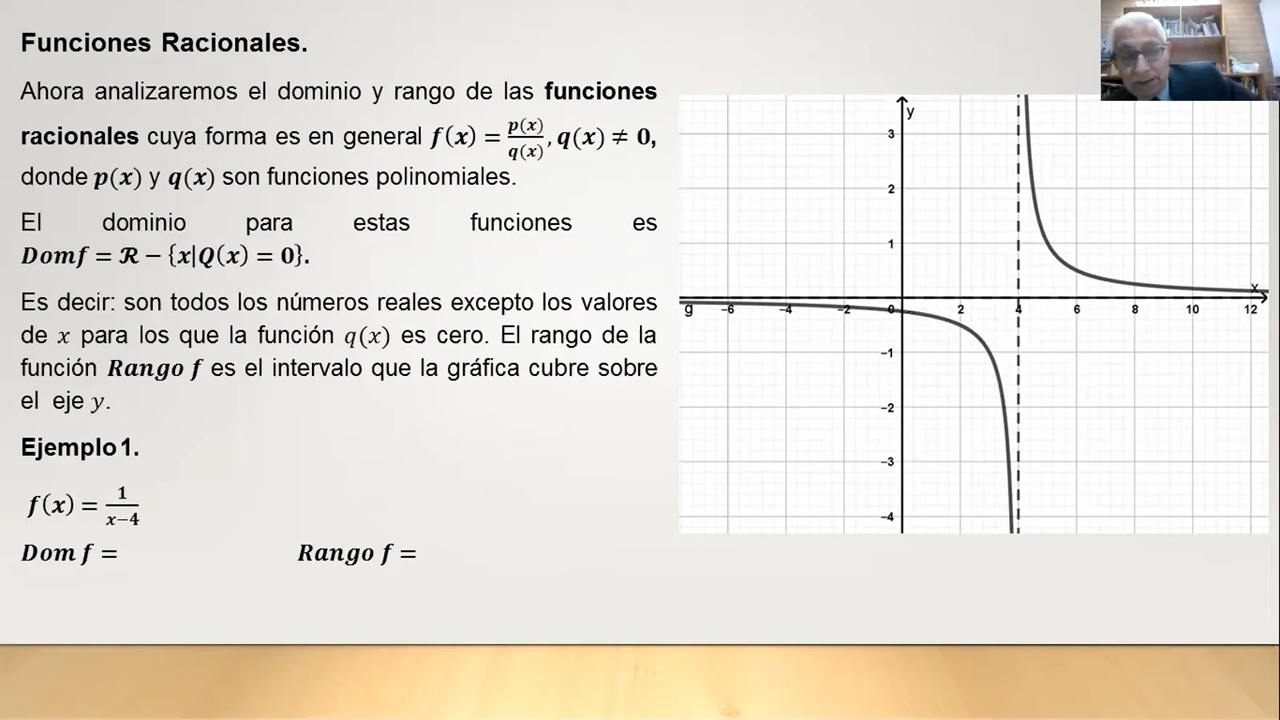 Funciones Racionales.
Ahora analizaremos el dominio y rango de las funciones
racionales cuya forma es en general f(x) = p(x)/q(x), q(x) ≠ 0,
donde p(x) y q(x) son funciones polinomiales.
El dominio para estas funciones es
Domf = ℛ − {x|Q(x) = 0}.
Es decir: son todos los números reales excepto los valores
de x para los que la función q(x) es cero. El rango de la
función Rango f es el intervalo que la gráfica cubre sobre
el eje y.
Ejemplo1.
f(x) = 1/x−4
Dom f = Rango f =
y
3
2
1
x
g −6 −4 −2 0 2 4 6 8 10 12
−1
−2
−3
−4